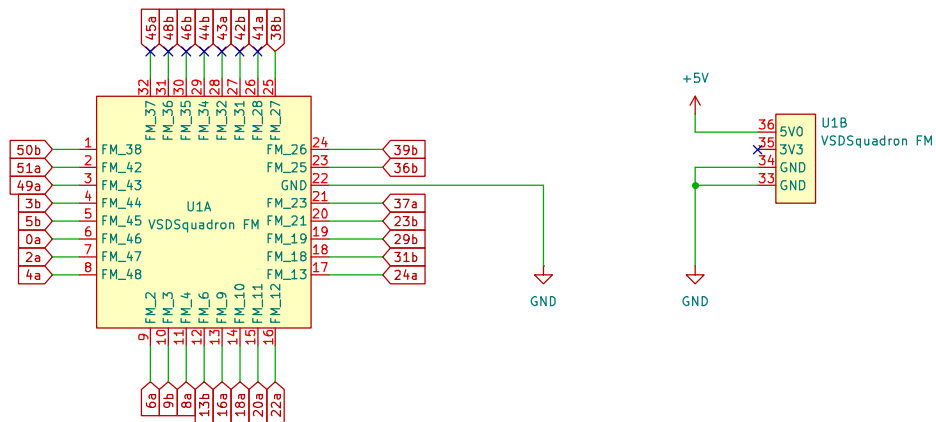 45a 48b 46b 44b 43a 42b 41a 38b
32 31 30 29 28 27 26 25
FM_37 FM_36 FM_35 FM_34 FM_32 FM_31 FM_28 FM_27
50b 1 FM_38
51a 2 FM_42
49a 3 FM_43
3b 4 FM_44
5b 5 FM_45
0a 6 FM_46
2a 7 FM_47
4a 8 FM_48
U1A
VSDSquadron FM
FM_26 24 39b
FM_25 23 36b
GND 22
FM_23 21 37a
FM_21 20 23b
FM_19 19 29b
FM_18 18 31b
FM_13 17 24a
FM_2 FM_3 FM_4 FM_6 FM_9 FM_10 FM_11 FM_12
9 10 11 12 13 14 15 16
6a 9b 8a 13b 16a 18a 20a 22a
GND
+5V
36 5V0
35 3V3
34 GND
33 GND
U1B
VSDSquadron FM
GND